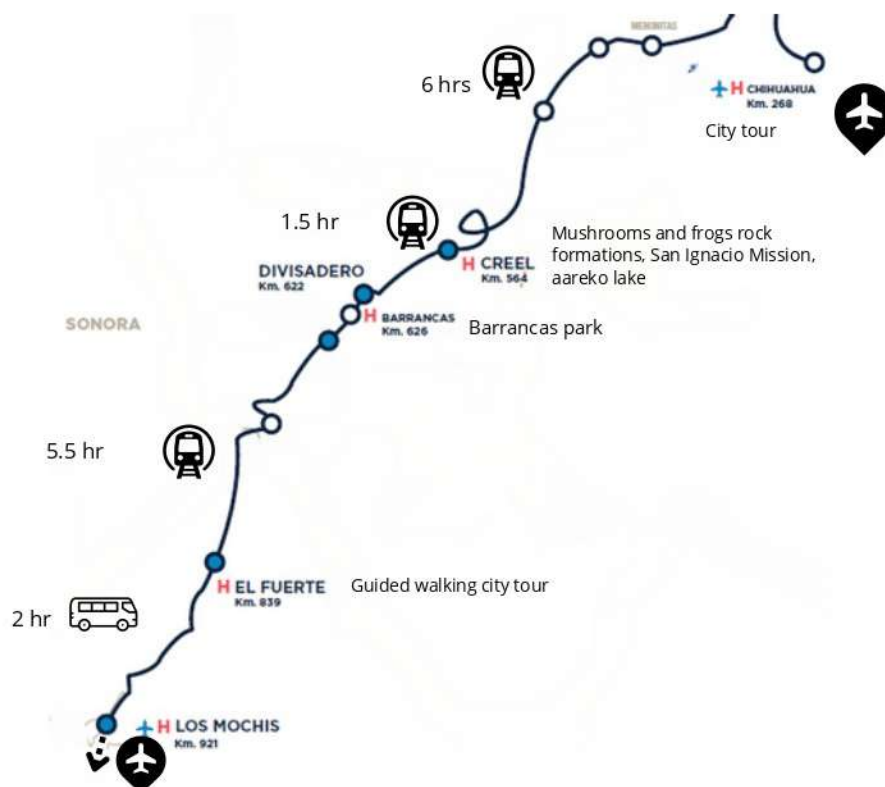 MENONITAS
6 hrs
H CHIHUAHUA
Km. 268
City tour
1.5 hr
Mushrooms and frogs rock
formations, San Ignacio Mission,
aareko lake
H CREEL
Km. 564
DIVISADERO
Km. 622
H BARRANCAS
Km. 626
Barrancas park
SONORA
5.5 hr
H EL FUERTE
Km. 839
Guided walking city tour
2 hr
H LOS MOCHIS
Km. 921